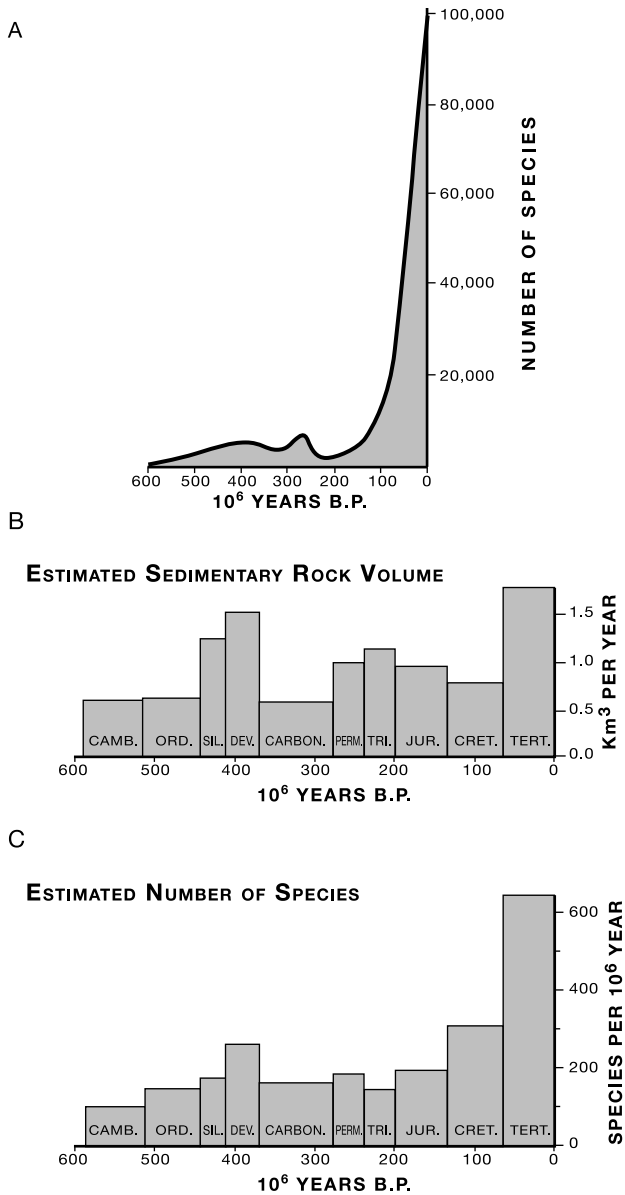 A
100,000
80,000
60,000
40,000
20,000
NUMBER OF SPECIES
600 500 400 300 200 100 0
10⁶ YEARS B.P.
B
ESTIMATED SEDIMENTARY ROCK VOLUME
1.5
1.0
0.5
0.0
Km³ PER YEAR
CAMB. ORD. SIL. DEV. CARBON. PERM. TRI. JUR. CRET. TERT.
600 500 400 300 200 100 0
10⁶ YEARS B.P.
C
ESTIMATED NUMBER OF SPECIES
600
400
200
0
SPECIES PER 10⁶ YEAR
CAMB. ORD. SIL. DEV. CARBON. PERM. TRI. JUR. CRET. TERT.
600 500 400 300 200 100 0
10⁶ YEARS B.P.